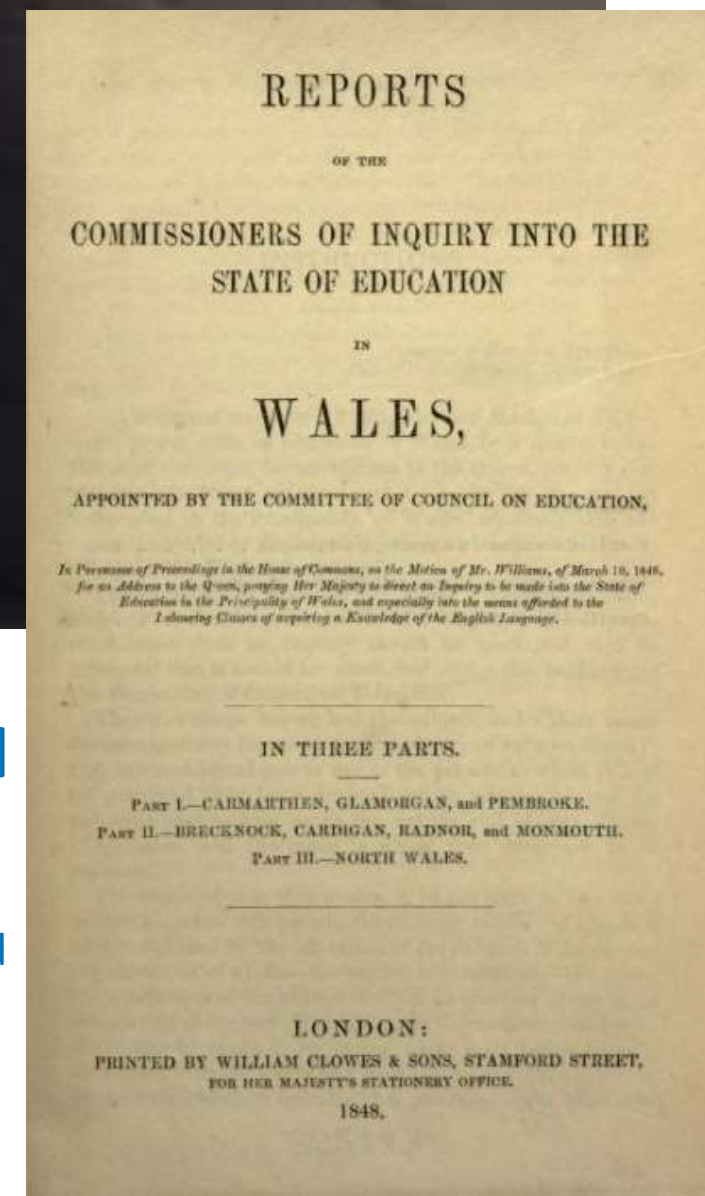 REPORTS
OF THE
COMMISSIONERS OF INQUIRY INTO THE
STATE OF EDUCATION
IN
WALES,
APPOINTED BY THE COMMITTEE OF COUNCIL ON EDUCATION,
In Pursuance of Proceedings in the House of Commons, on the Motion of Mr. Williams, of March 10, 1846,
for an Address to the Queen, praying Her Majesty to direct an Inquiry to be made into the State of
Education in the Principality of Wales, and especially into the means afforded to the
Labouring Classes of acquiring a Knowledge of the English Language.
IN THREE PARTS.
PART I.—CARMARTHEN, GLAMORGAN, and PEMBROKE.
PART II.—BRECKNOCK, CARDIGAN, RADNOR, and MONMOUTH.
PART III.—NORTH WALES.
LONDON:
PRINTED BY WILLIAM CLOWES & SONS, STAMFORD STREET,
FOR HER MAJESTY'S STATIONERY OFFICE.
1848.